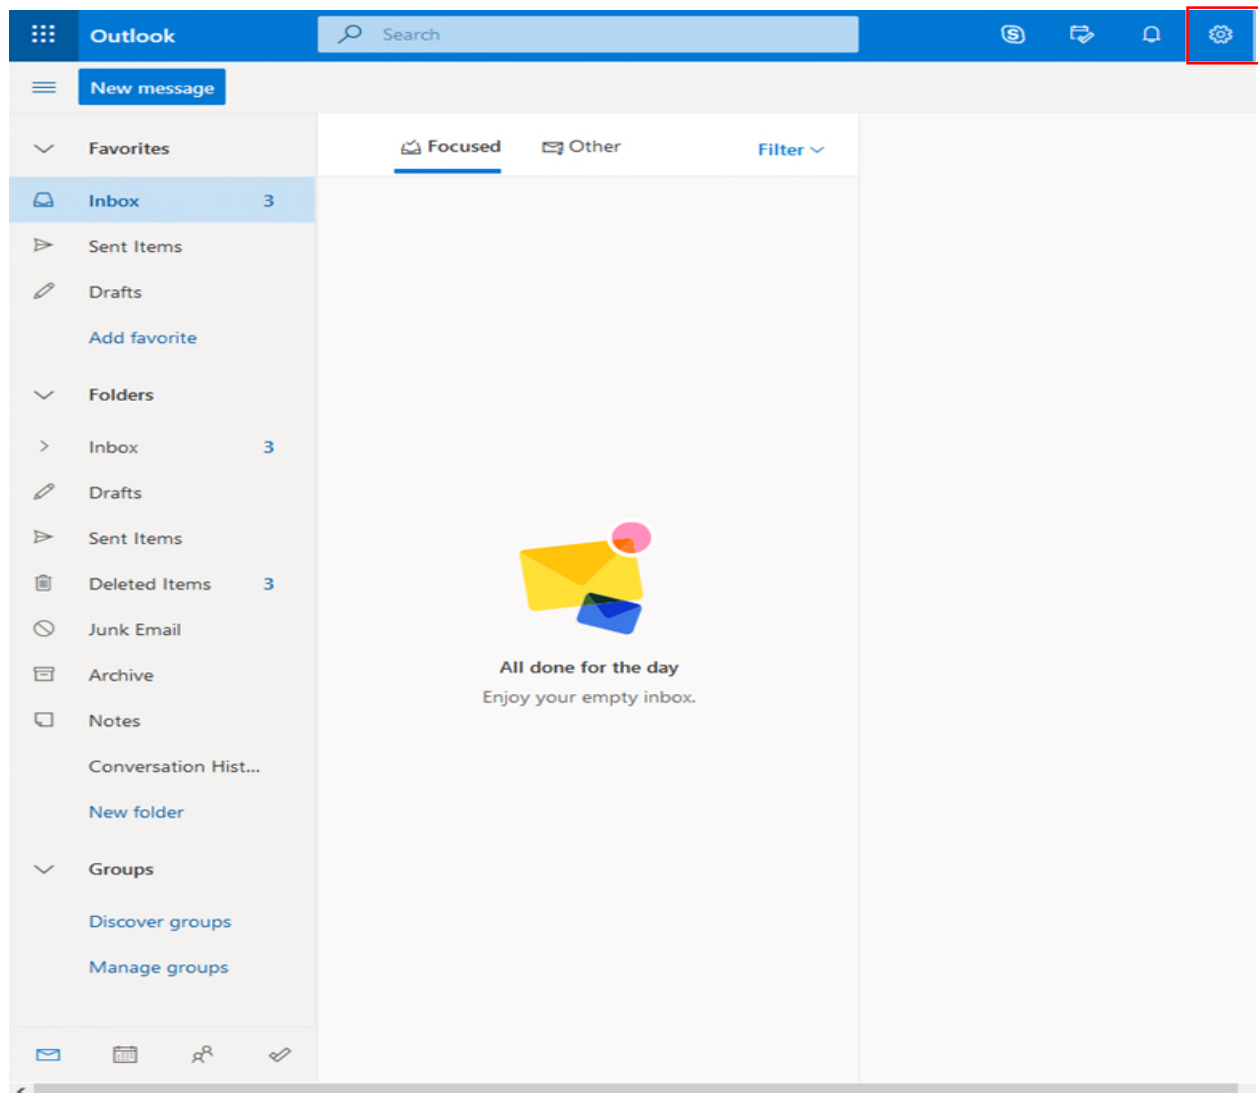 Outlook
Search
New message
Favorites
Focused
Other
Filter
Inbox 3
Sent Items
Drafts
Add favorite
Folders
Inbox 3
Drafts
Sent Items
Deleted Items 3
Junk Email
Archive
Notes
Conversation Hist...
New folder
Groups
Discover groups
Manage groups
All done for the day
Enjoy your empty inbox.